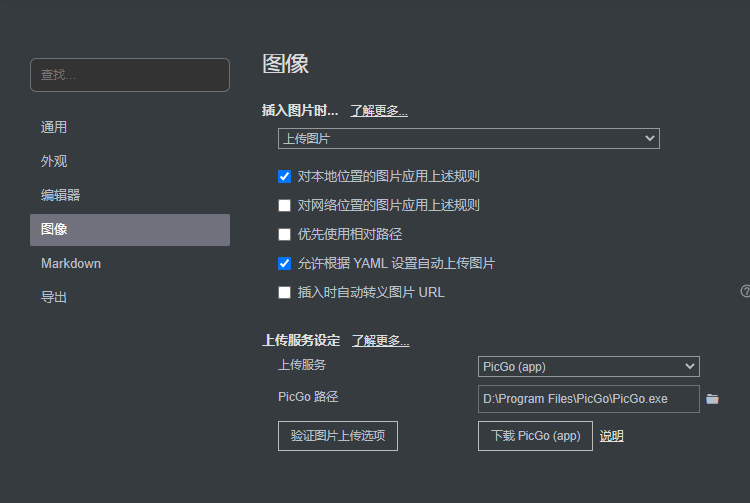 查找...
通用
外观
编辑器
图像
Markdown
导出
图像
插入图片时... 了解更多...
上传图片
对本地位置的图片应用上述规则
对网络位置的图片应用上述规则
优先使用相对路径
允许根据 YAML 设置自动上传图片
插入时自动转义图片 URL
上传服务设定 了解更多...
上传服务 PicGo (app)
PicGo 路径 D:\Program Files\PicGo\PicGo.exe
验证图片上传选项 下载 PicGo (app) 说明